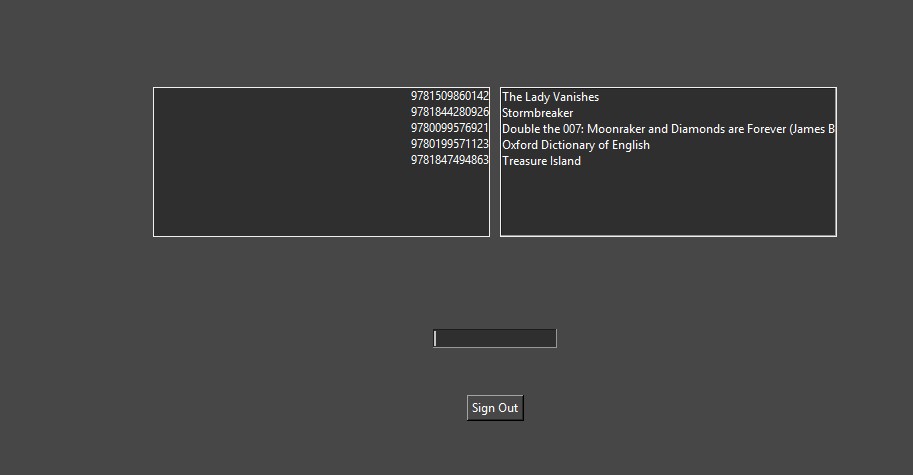 9781509860142
9781844280926
9780099576921
9780199571123
9781847494863
The Lady Vanishes
Stormbreaker
Double the 007: Moonraker and Diamonds are Forever (James B
Oxford Dictionary of English
Treasure Island
Sign Out